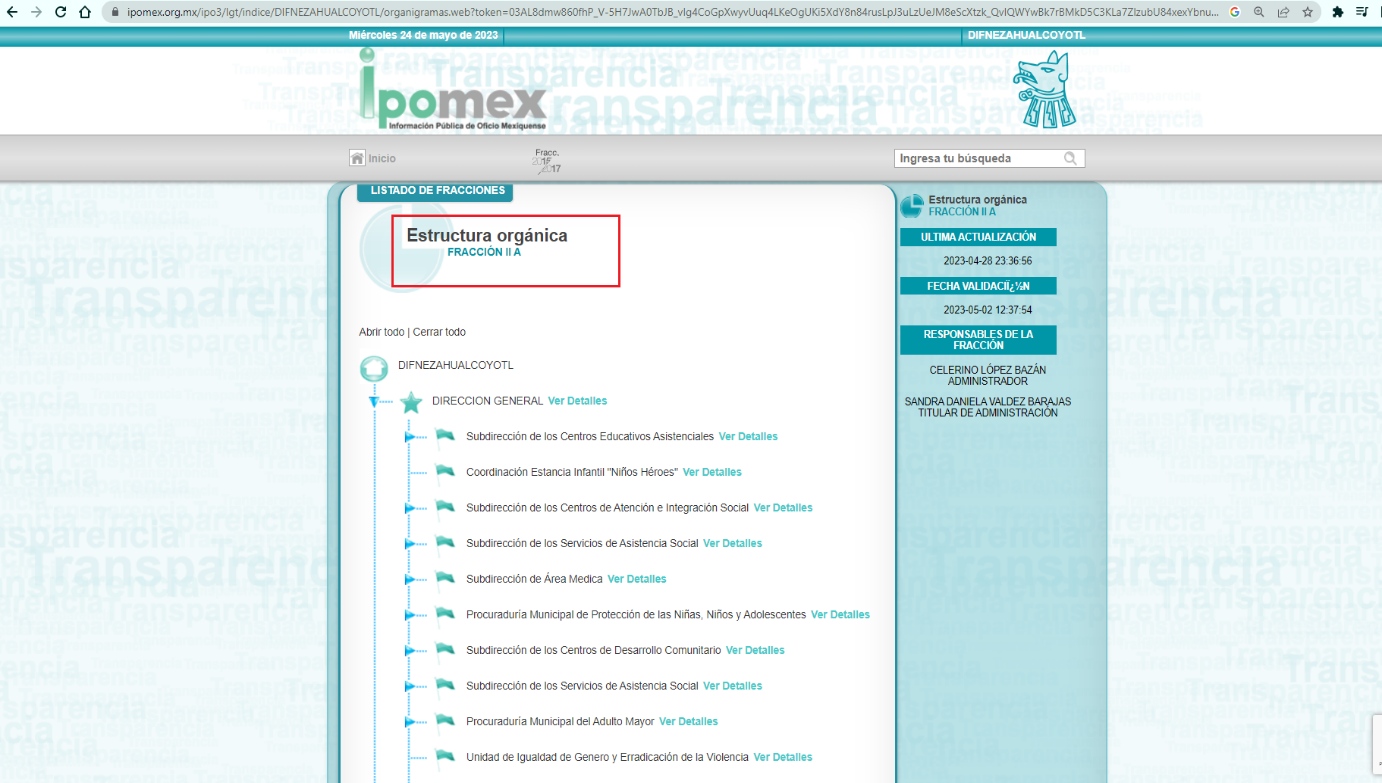 ipomex.org.mx/ipo3/lgt/indice/DIFNEZAHUALCOYOTL/organigramas.web?token=
Miércoles 24 de mayo de 2023
DIFNEZAHUALCOYOTL
Transparencia
ipomex
Información Pública de Oficio Mexiquense
Inicio
Fracc.
2017
Ingresa tu búsqueda
LISTADO DE FRACCIONES
Estructura orgánica
FRACCIÓN II A
Abrir todo | Cerrar todo
DIFNEZAHUALCOYOTL
DIRECCION GENERAL Ver Detalles
Subdirección de los Centros Educativos Asistenciales Ver Detalles
Coordinación Estancia Infantil "Niños Héroes" Ver Detalles
Subdirección de los Centros de Atención e Integración Social Ver Detalles
Subdirección de los Servicios de Asistencia Social Ver Detalles
Subdirección de Área Medica Ver Detalles
Procuraduría Municipal de Protección de las Niñas, Niños y Adolescentes Ver Detalles
Subdirección de los Centros de Desarrollo Comunitario Ver Detalles
Subdirección de los Servicios de Asistencia Social Ver Detalles
Procuraduría Municipal del Adulto Mayor Ver Detalles
Unidad de Igualdad de Genero y Erradicación de la Violencia Ver Detalles
Estructura orgánica
FRACCIÓN II A
ULTIMA ACTUALIZACIÓN
2023-04-28 23:36:56
FECHA VALIDACIï¿½N
2023-05-02 12:37:54
RESPONSABLES DE LA
FRACCIÓN
CELERINO LÓPEZ BAZÁN
ADMINISTRADOR
SANDRA DANIELA VALDEZ BARAJAS
TITULAR DE ADMINISTRACIÓN